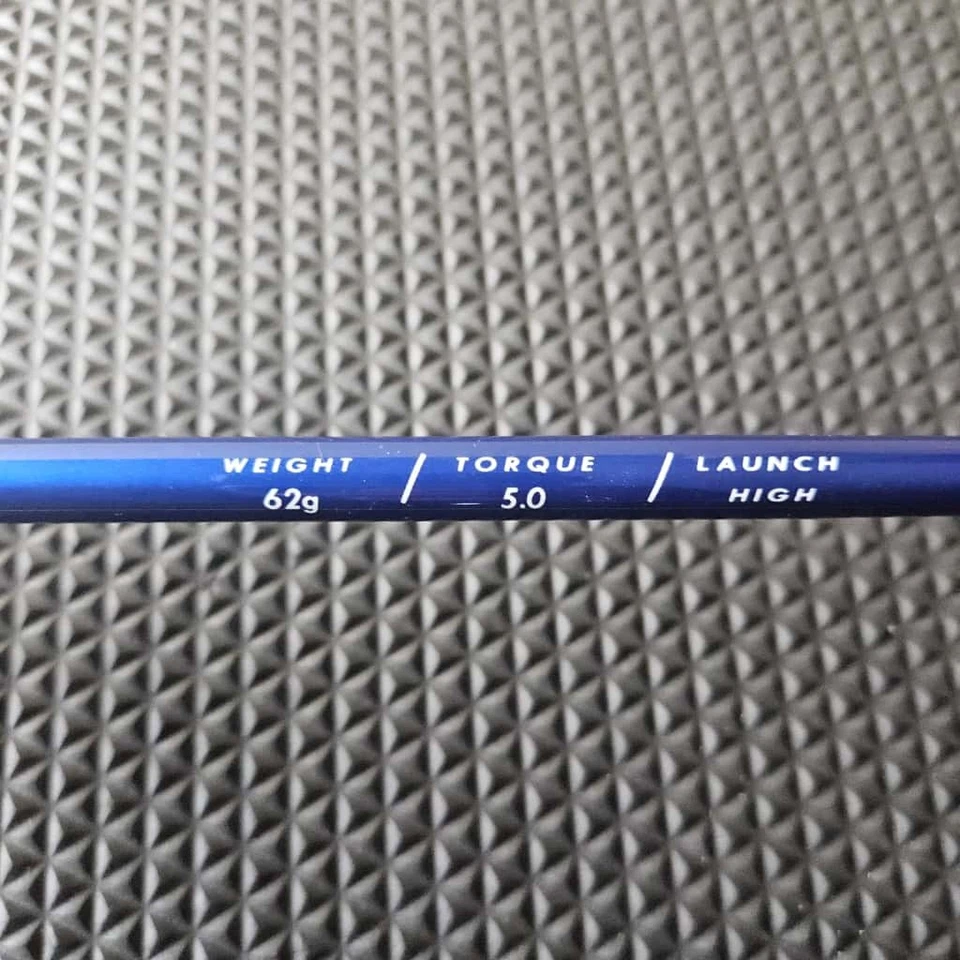 WEIGHT / TORQUE / LAUNCH
62g 5.0 HIGH